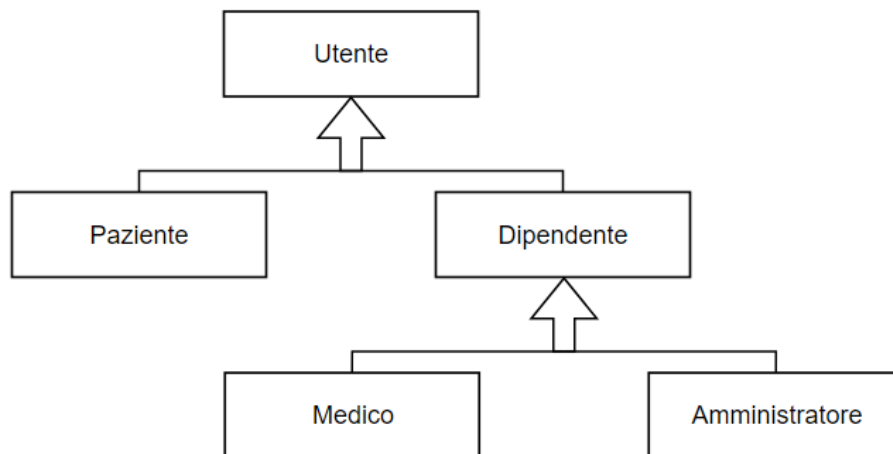 Utente
Paziente
Dipendente
Medico
Amministratore